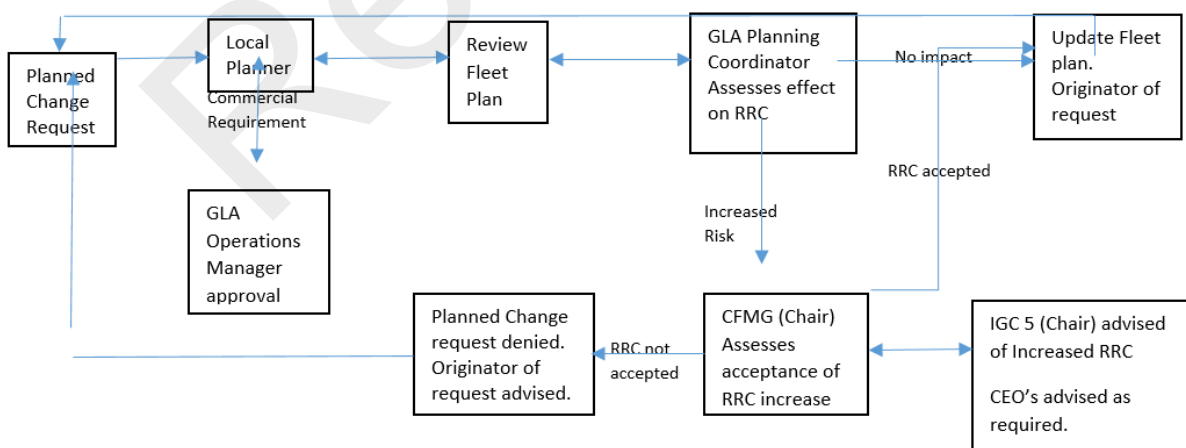 Planned
Change
Request
Local
Planner
Commercial
Requirement
Review
Fleet
Plan
GLA Planning
Coordinator
Assesses effect
on RRC
No impact
Update Fleet
plan.
Originator of
request
RRC accepted
GLA
Operations
Manager
approval
Increased
Risk
Planned Change
request denied.
Originator of
request advised.
RRC not
accepted
CFMG (Chair)
Assesses
acceptance of
RRC increase
IGC 5 (Chair) advised
of Increased RRC
CEO’s advised as
required.
Re